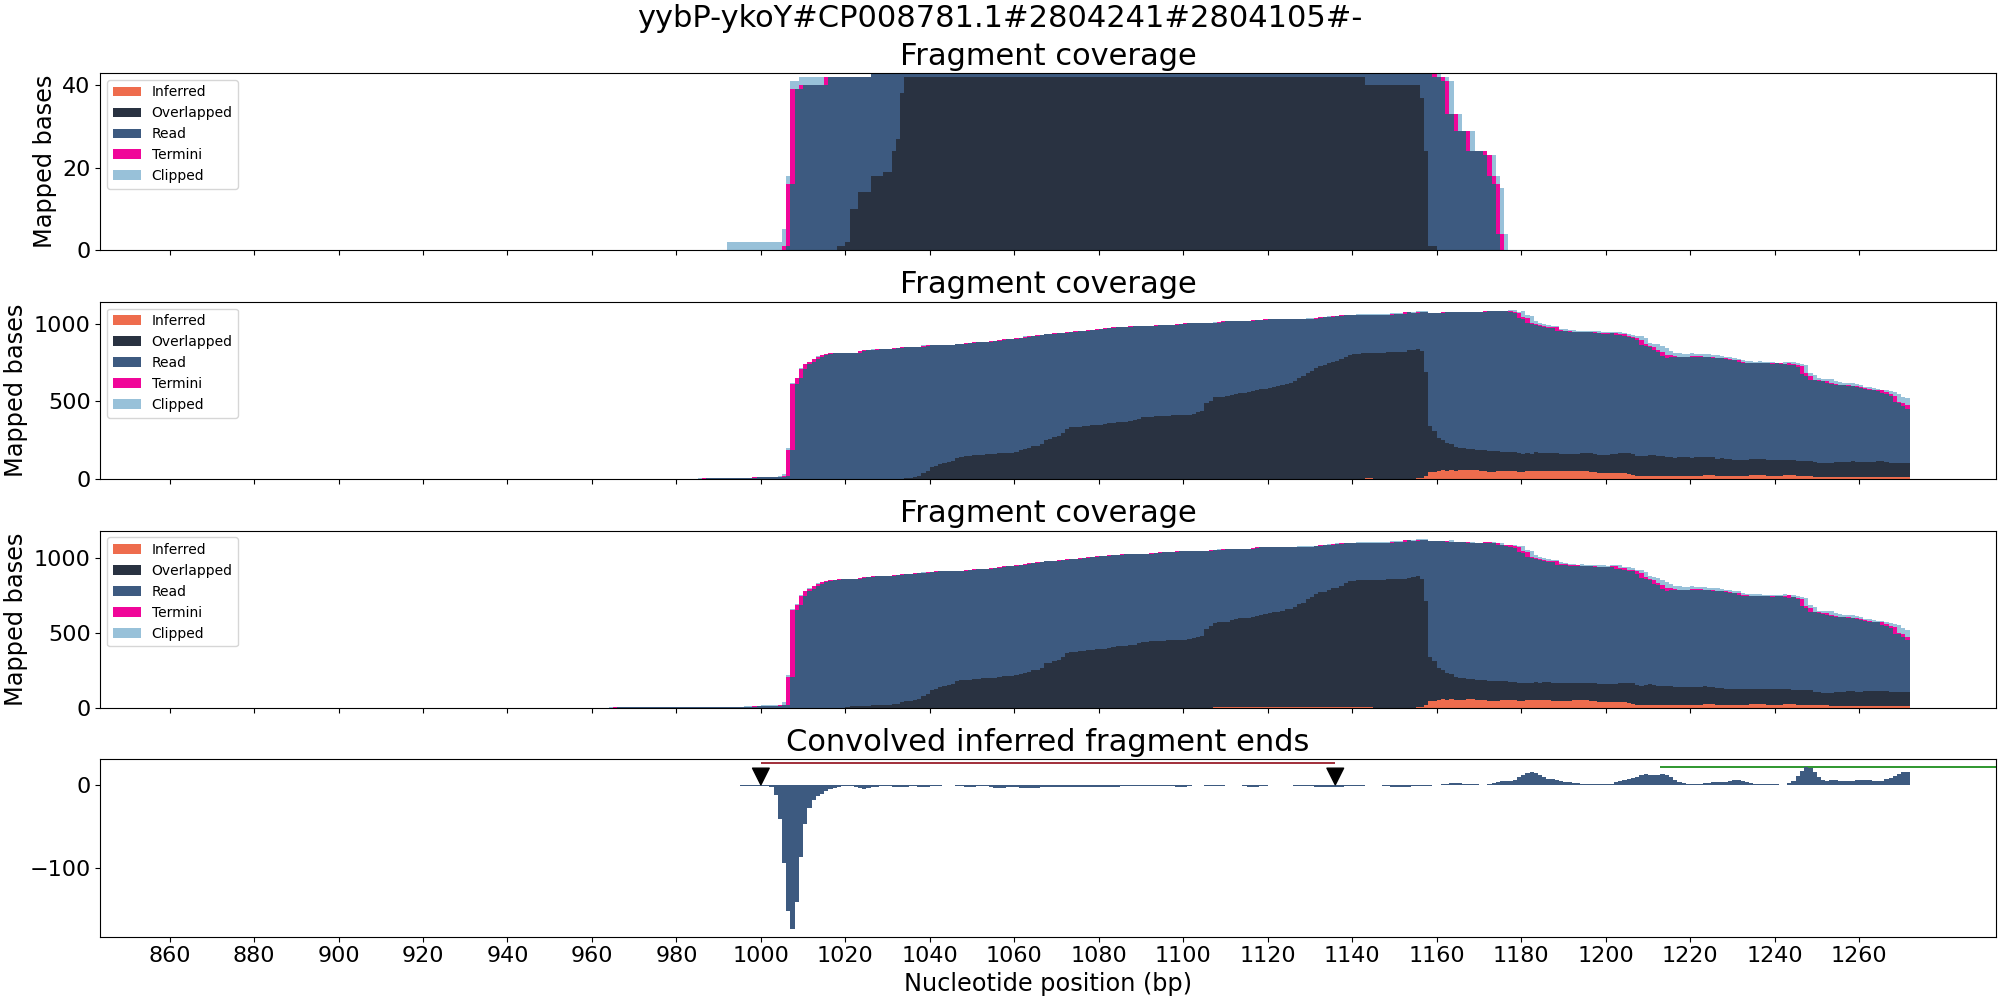 yybP-ykoY#CP008781.1#2804241#2804105#-
Fragment coverage
Mapped bases
40
20
0
Inferred
Overlapped
Read
Termini
Clipped
Fragment coverage
Mapped bases
1000
500
0
Inferred
Overlapped
Read
Termini
Clipped
Fragment coverage
Mapped bases
1000
500
0
Inferred
Overlapped
Read
Termini
Clipped
Convolved inferred fragment ends
0
−100
860 880 900 920 940 960 980 1000 1020 1040 1060 1080 1100 1120 1140 1160 1180 1200 1220 1240 1260
Nucleotide position (bp)